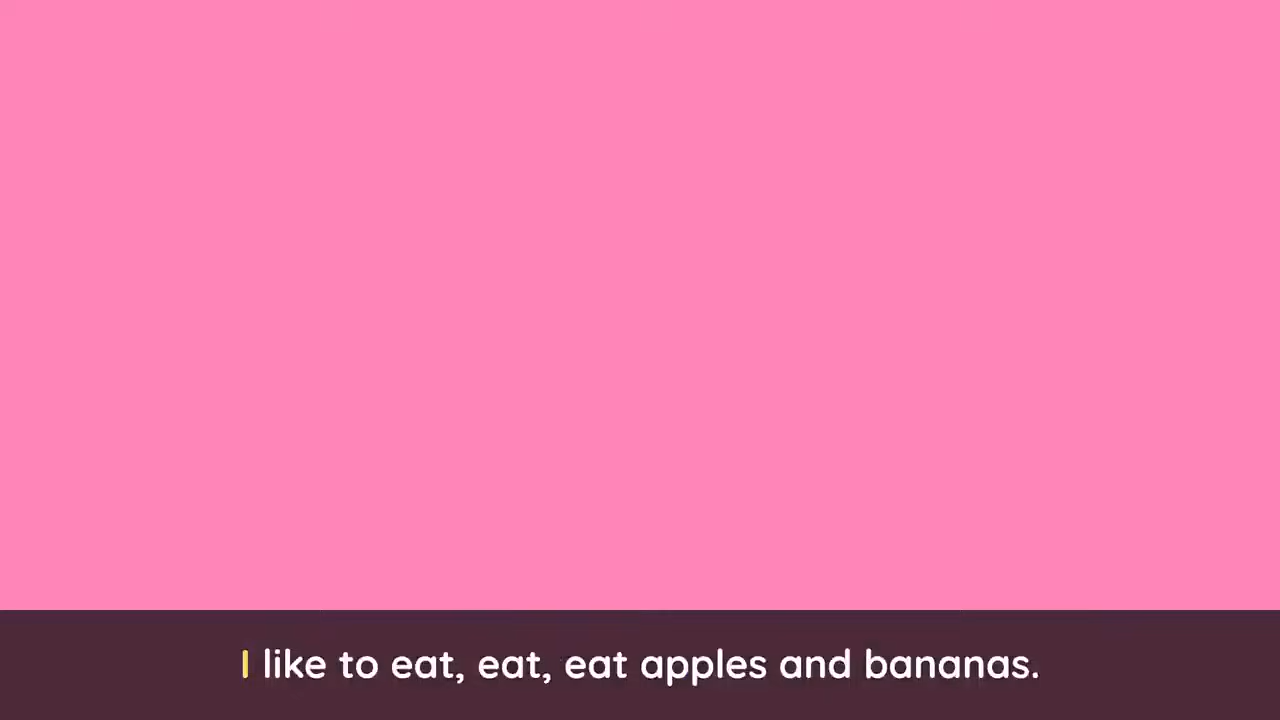 I like to eat, eat, eat apples and bananas.